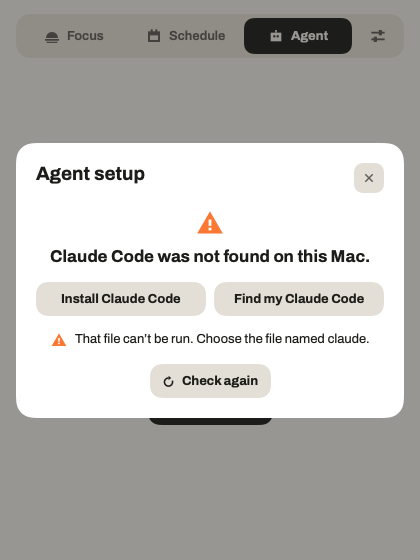 Focus
Schedule
Agent
Agent setup
Claude Code was not found on this Mac.
Install Claude Code
Find my Claude Code
That file can't be run. Choose the file named claude.
Check again